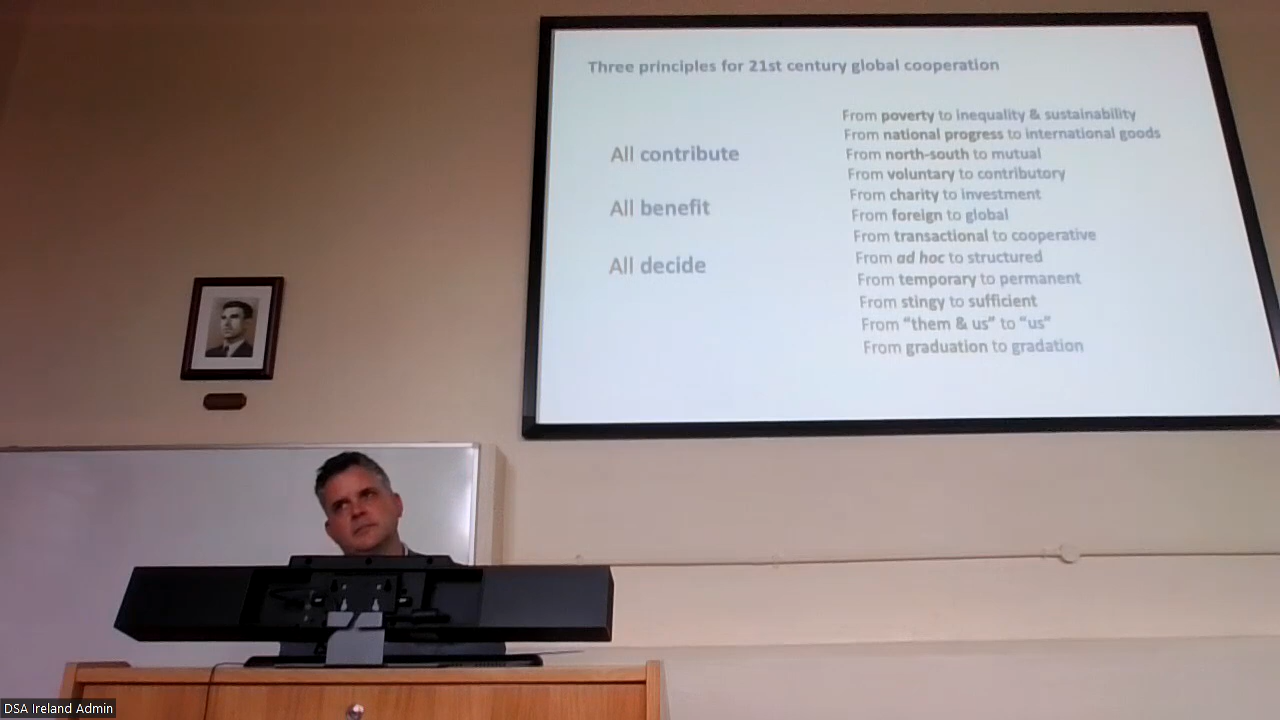 Three principles for 21st century global cooperation
All contribute
All benefit
All decide
From poverty to inequality & sustainability
From national progress to international goods
From north-south to mutual
From voluntary to contributory
From charity to investment
From foreign to global
From transactional to cooperative
From ad hoc to structured
From temporary to permanent
From stingy to sufficient
From “them & us” to “us”
From graduation to gradation
DSA Ireland Admin